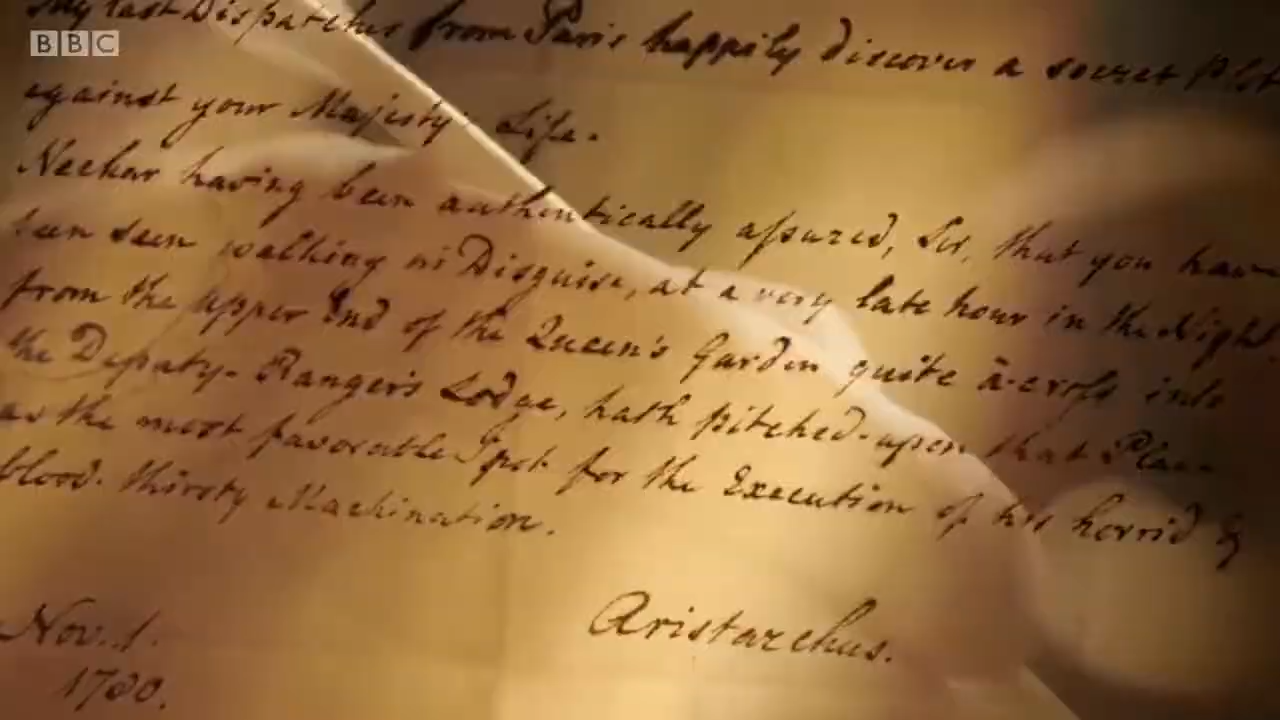 BBC
My last Dispatches from Paris happily discover a secret Plot
against your Majesty' Life.
Necker having been authentically aſsured, Sir, that you have
been seen walking in Disguise, at a very late hour in the Night
from the upper End of the Queen's Garden quite a-croſs into
the Deputy-Ranger's Lodge, hath pitched-upon that Place
as the most favorable Spot for the Execution of his horrid &
blood-thirsty Machination.
Aristarchus.
Nov. 1.
1780.